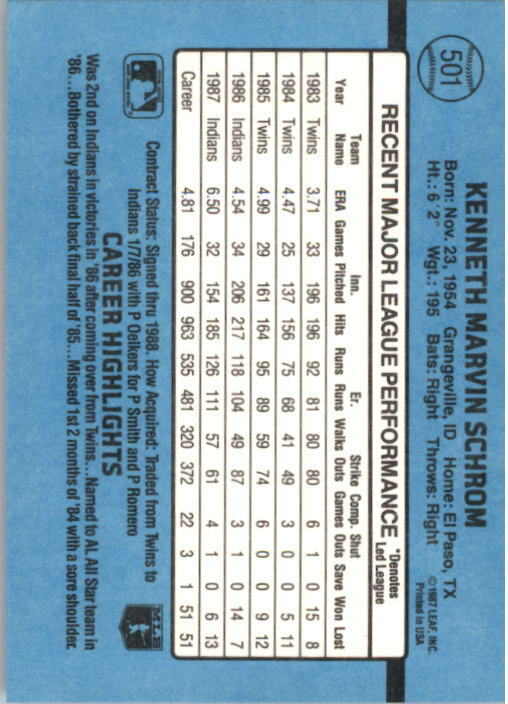 501
KENNETH MARVIN SCHROM
Born: Nov. 23, 1954 Grangeville, ID Home: El Paso, TX
Ht.: 6'2" Wgt.: 195 Bats: Right Throws: Right
©1987 LEAF, INC.
Printed in USA
RECENT MAJOR LEAGUE PERFORMANCE
*Denotes
Led League
Team Inn. Er. Strike Comp. Shut
Year Name ERA Games Pitched Hits Runs Runs Walks Outs Games Outs Save Won Lost
1983 Twins 3.71 33 196 196 92 81 80 80 6 1 0 15 8
1984 Twins 4.47 25 137 156 75 68 41 49 3 0 0 5 11
1985 Twins 4.99 29 161 164 95 89 59 74 6 0 0 9 12
1986 Indians 4.54 34 206 217 118 104 49 87 3 1 0 14 7
1987 Indians 6.50 32 154 185 126 111 57 61 4 1 0 6 13
Career 4.81 176 900 963 535 481 320 372 22 3 1 51 51
Contract Status: Signed thru 1988. How Acquired: Traded from Twins to
Indians 1/7/86 with P Oelkers for P Smith and P Romero
MLB
CAREER HIGHLIGHTS
Was 2nd on Indians in victories in '86 after coming over from Twins...Named to AL All Star team in
'86...Bothered by strained back final half of '85...Missed 1st 2 months of '84 with a sore shoulder.